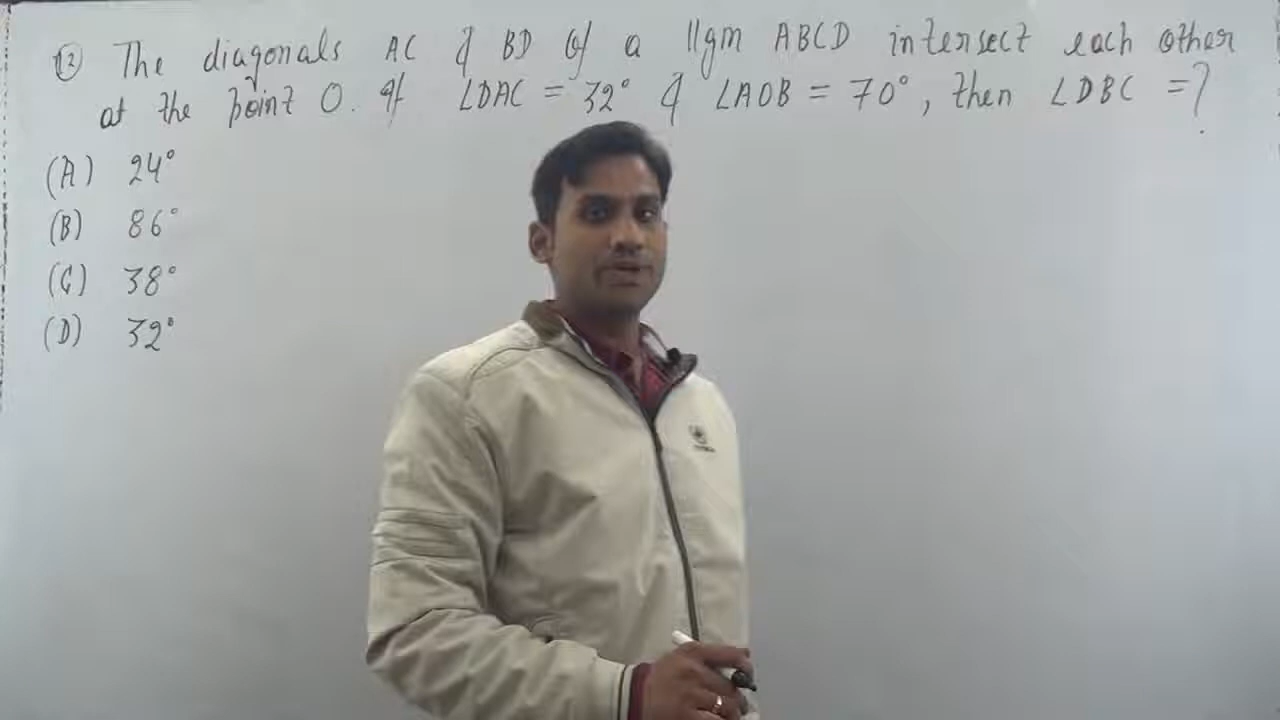 (12) The diagonals AC & BD of a ||gm ABCD intersect each other
at the point O. If ∠DAC = 32° & ∠AOB = 70°, then ∠DBC = ?
(A) 24°
(B) 86°
(C) 38°
(D) 32°